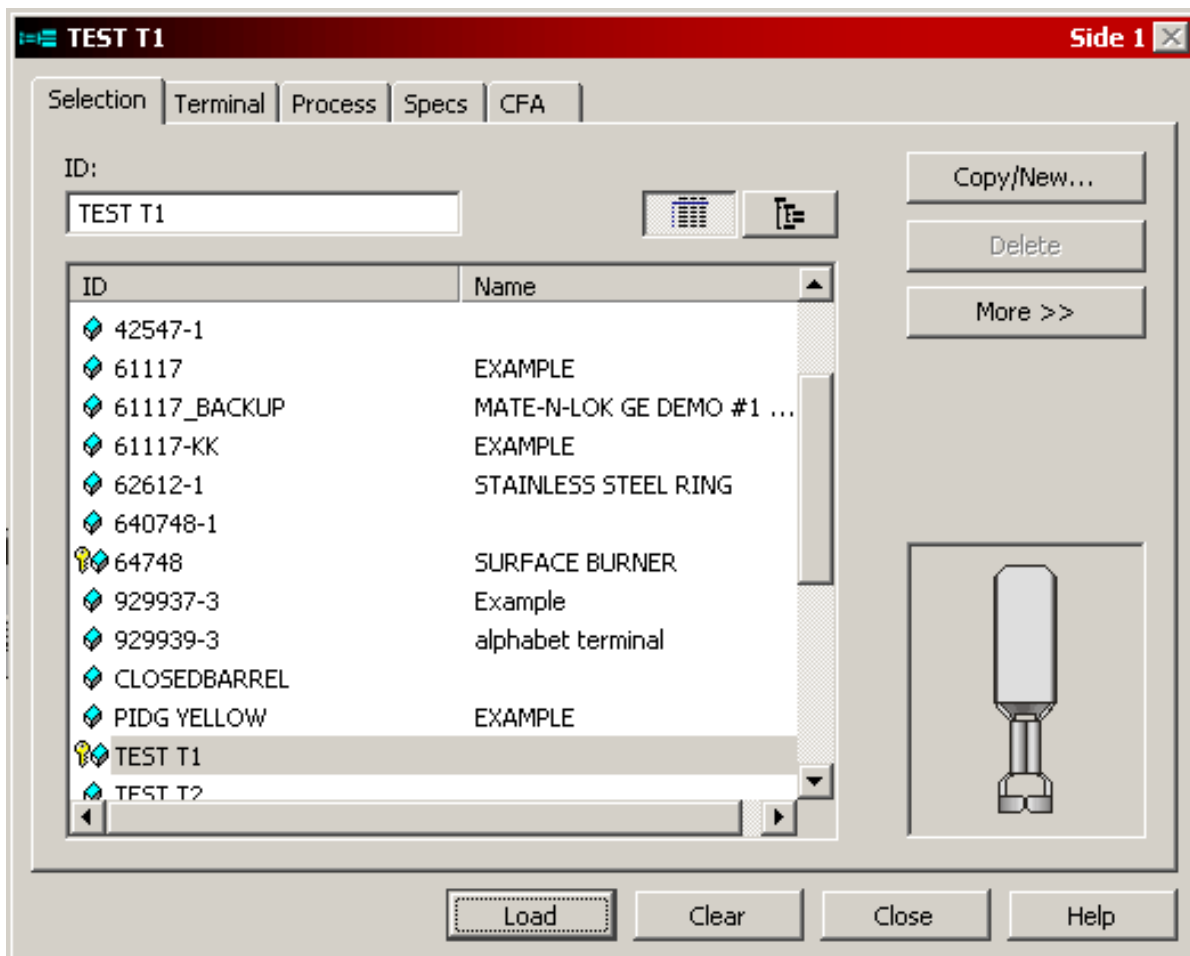 TEST T1 Side 1
Selection Terminal Process Specs CFA
ID:
TEST T1
Copy/New...
Delete
More >>
ID Name
42547-1
61117 EXAMPLE
61117_BACKUP MATE-N-LOK GE DEMO #1 ...
61117-KK EXAMPLE
62612-1 STAINLESS STEEL RING
640748-1
64748 SURFACE BURNER
929937-3 Example
929939-3 alphabet terminal
CLOSEDBARREL
PIDG YELLOW EXAMPLE
TEST T1
TEST T2
Load Clear Close Help